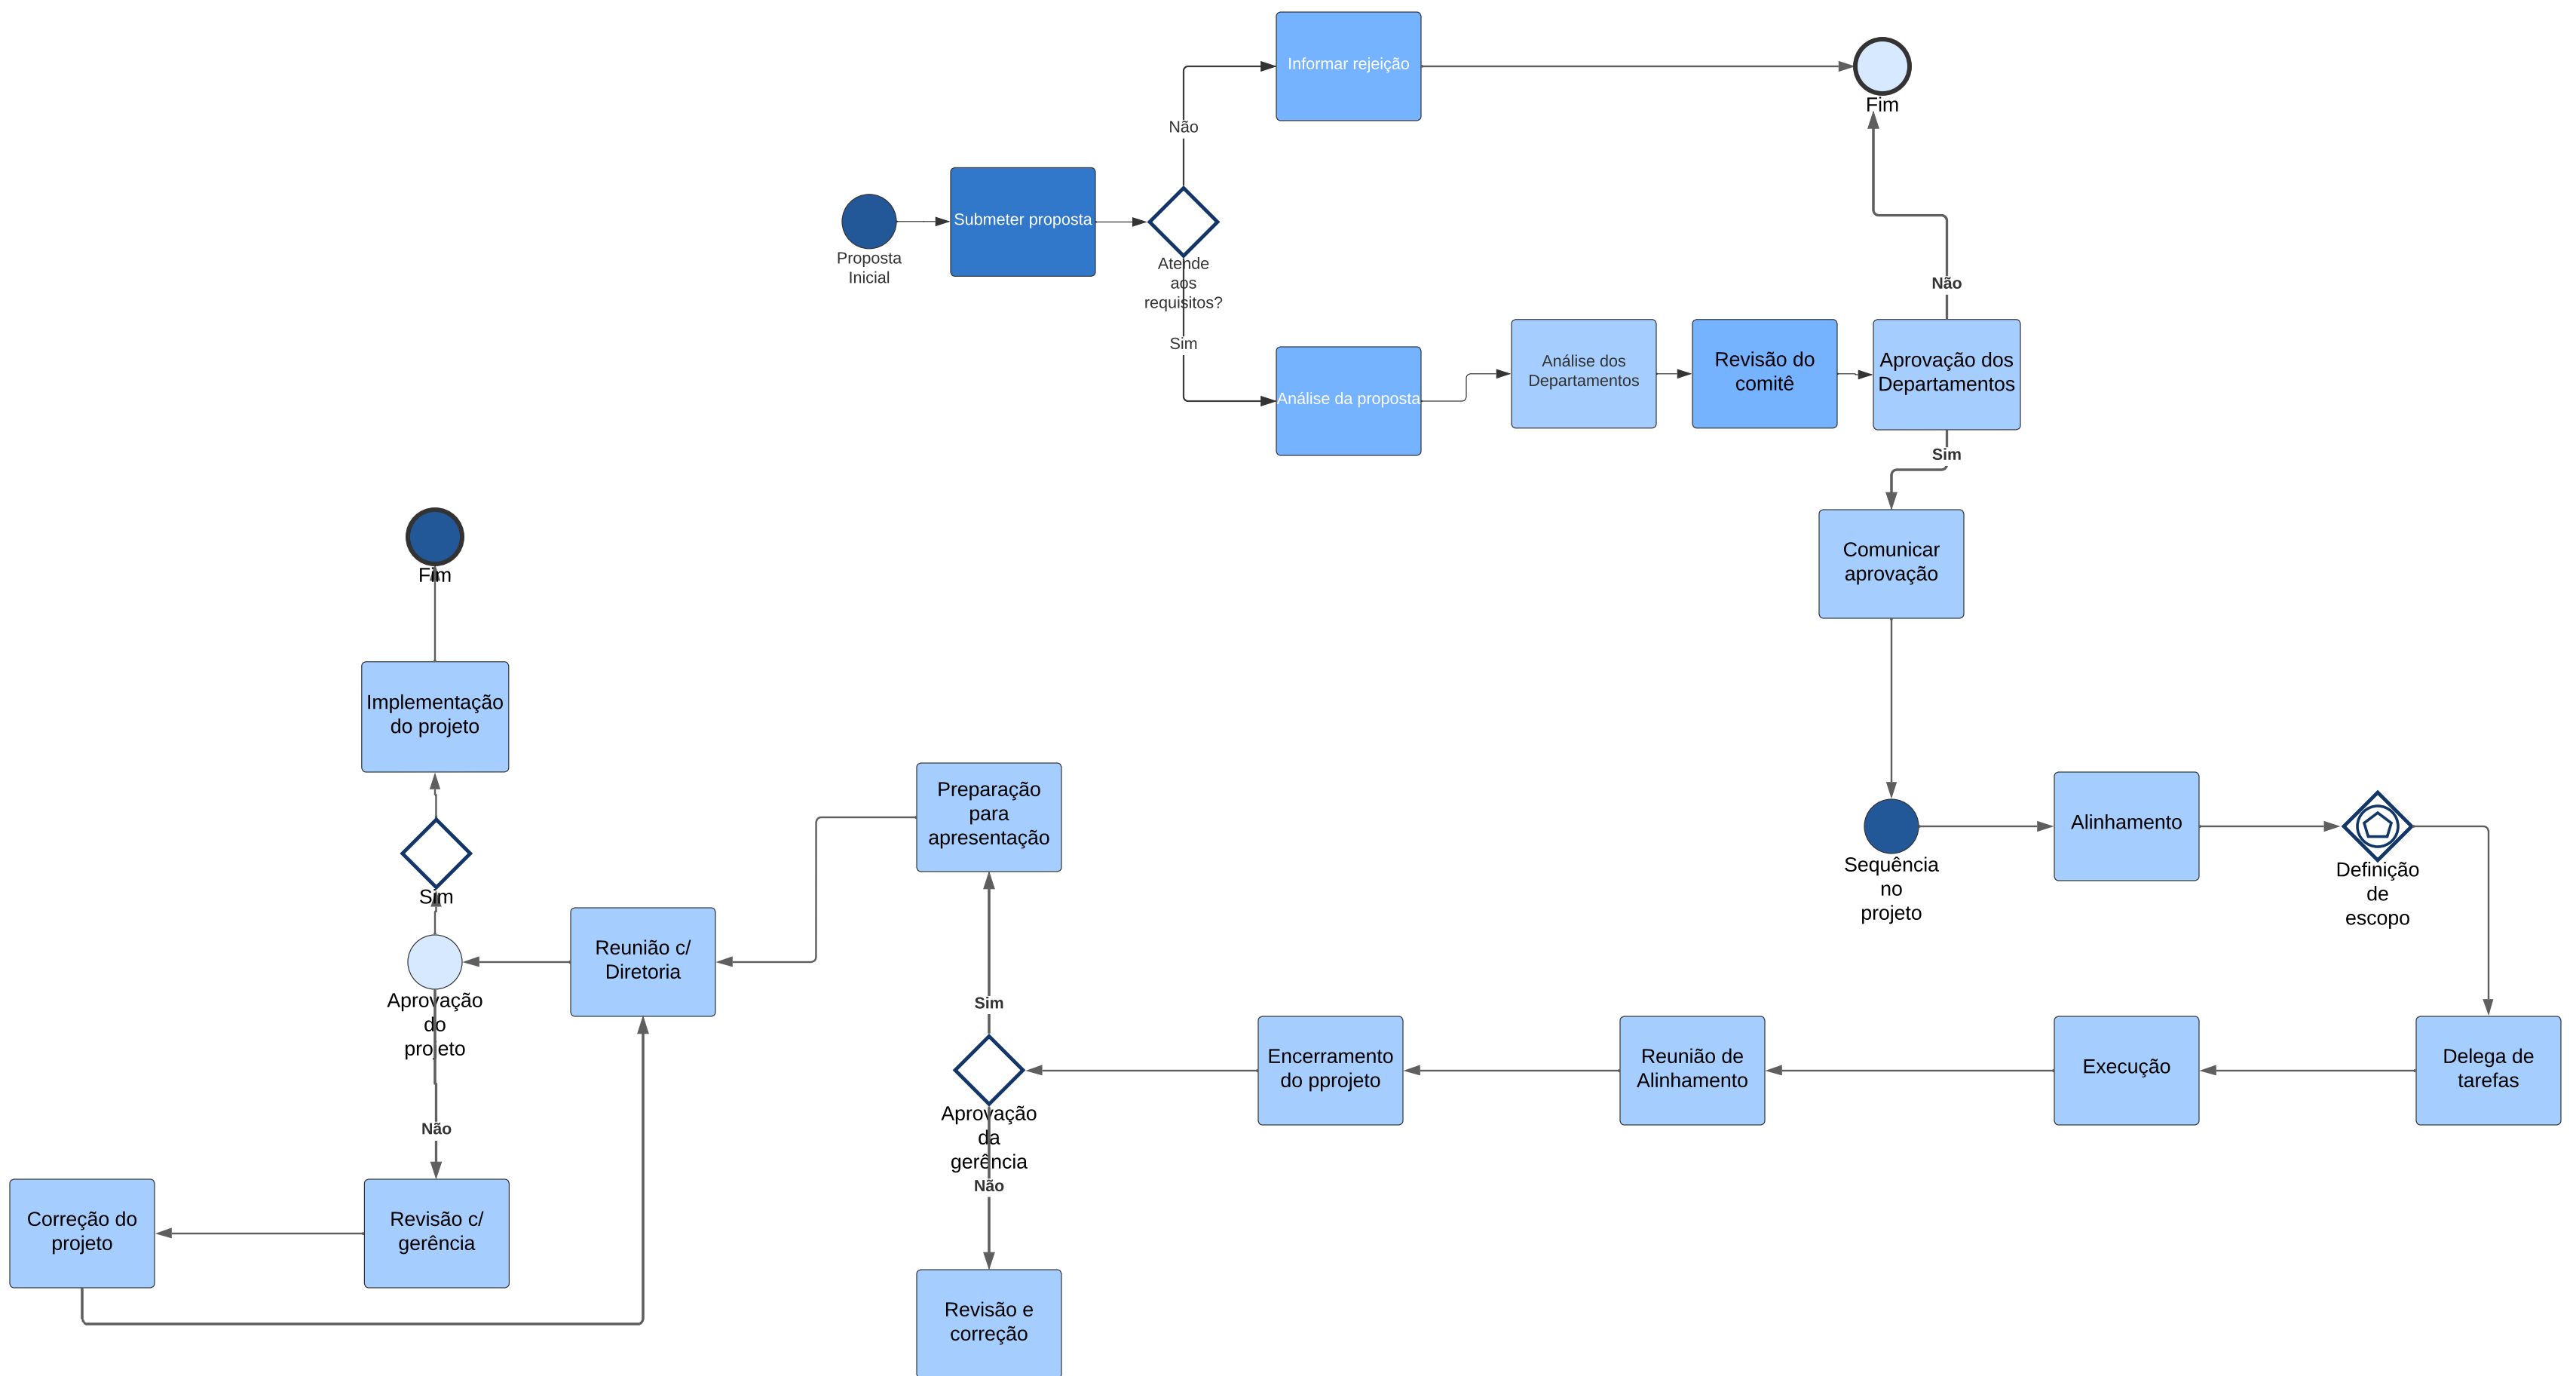 Informar rejeição
Fim
Não
Submeter proposta
Proposta
Inicial
Atende
aos
requisitos?
Não
Sim
Análise da proposta
Análise dos
Departamentos
Revisão do
comitê
Aprovação dos
Departamentos
Sim
Comunicar
aprovação
Fim
Implementação
do projeto
Sim
Preparação
para
apresentação
Alinhamento
Sequência
no
projeto
Definição
de
escopo
Reunião c/
Diretoria
Aprovação
do
projeto
Sim
Encerramento
do pprojeto
Reunião de
Alinhamento
Execução
Delega de
tarefas
Aprovação
da
gerência
Não
Não
Correção do
projeto
Revisão c/
gerência
Revisão e
correção